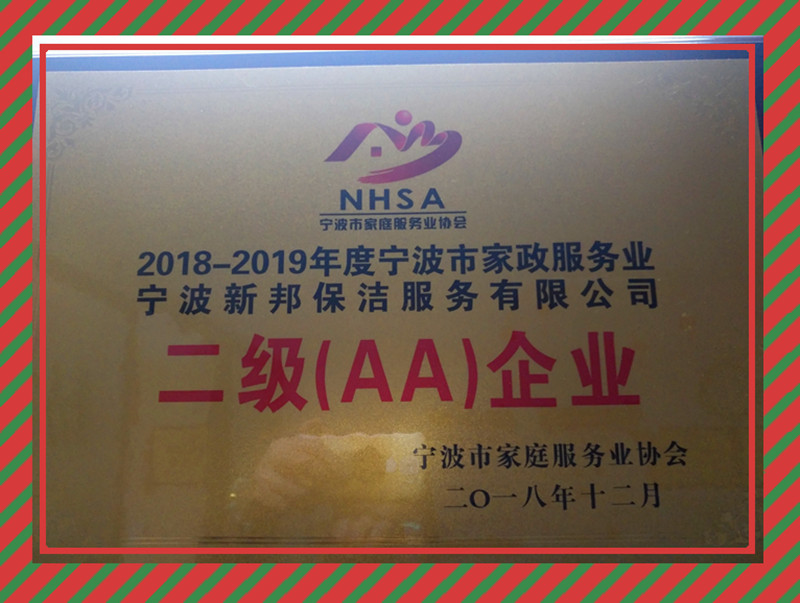 NHSA
宁波市家庭服务业协会
2018-2019年度宁波市家政服务业
宁波新邦保洁服务有限公司
二级(AA)企业
宁波市家庭服务业协会
二〇一八年十二月